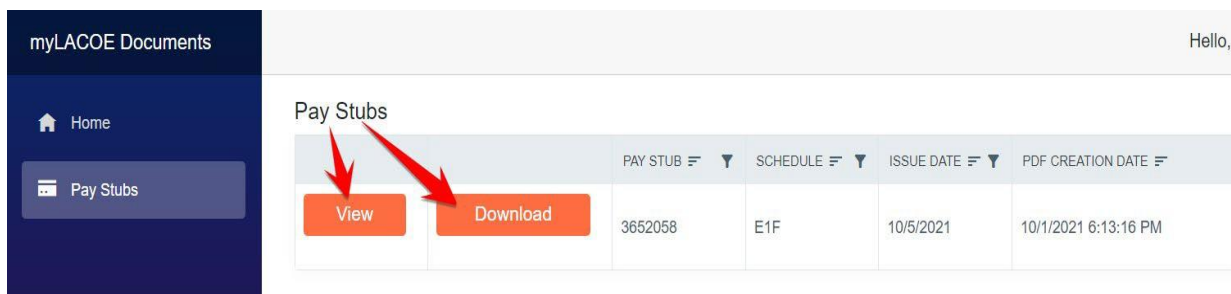 myLACOE Documents
Hello,
Home
Pay Stubs
Pay Stubs
PAY STUB SCHEDULE ISSUE DATE PDF CREATION DATE
View Download 3652058 E1F 10/5/2021 10/1/2021 6:13:16 PM